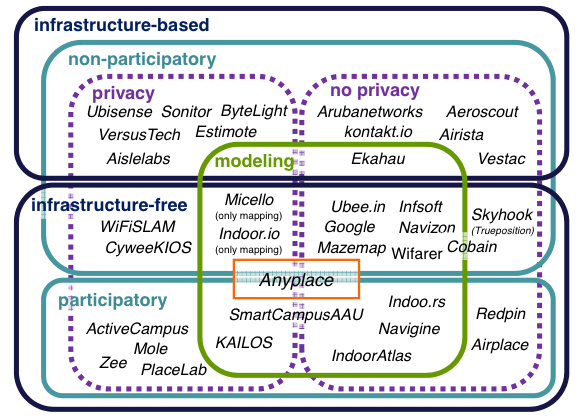 infrastructure-based
non-participatory
privacy
no privacy
Ubisense Sonitor ByteLight
Arubanetworks Aeroscout
VersusTech Estimote
kontakt.io Airista
Aislelabs
modeling
Ekahau
Vestac
infrastructure-free
Micello
(only mapping)
Ubee.in Infsoft
Skyhook
(Trueposition)
WiFiSLAM
Indoor.io
(only mapping)
Google Navizon
CyweeKIOS
Mazemap Wifarer Cobain
Anyplace
participatory
SmartCampusAAU
Indoo.rs
Redpin
ActiveCampus
Navigine
Mole
KAILOS
Airplace
Zee
IndoorAtlas
PlaceLab